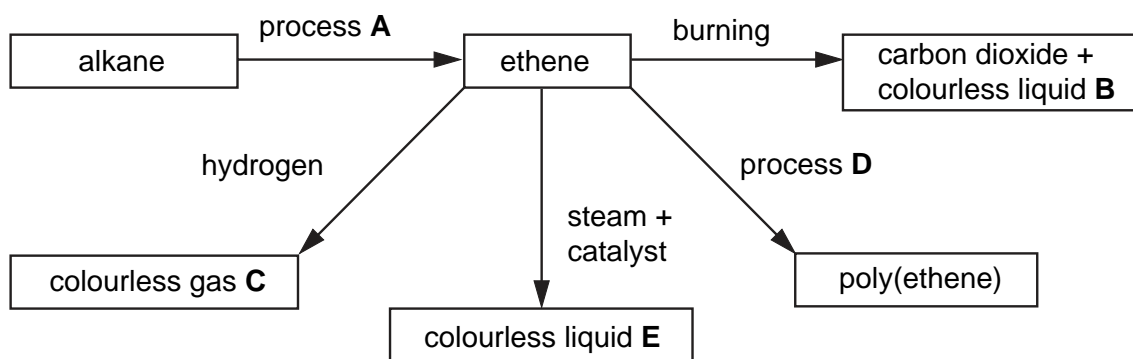 process A
burning
alkane
ethene
carbon dioxide +
colourless liquid B
hydrogen
process D
steam +
catalyst
colourless gas C
poly(ethene)
colourless liquid E